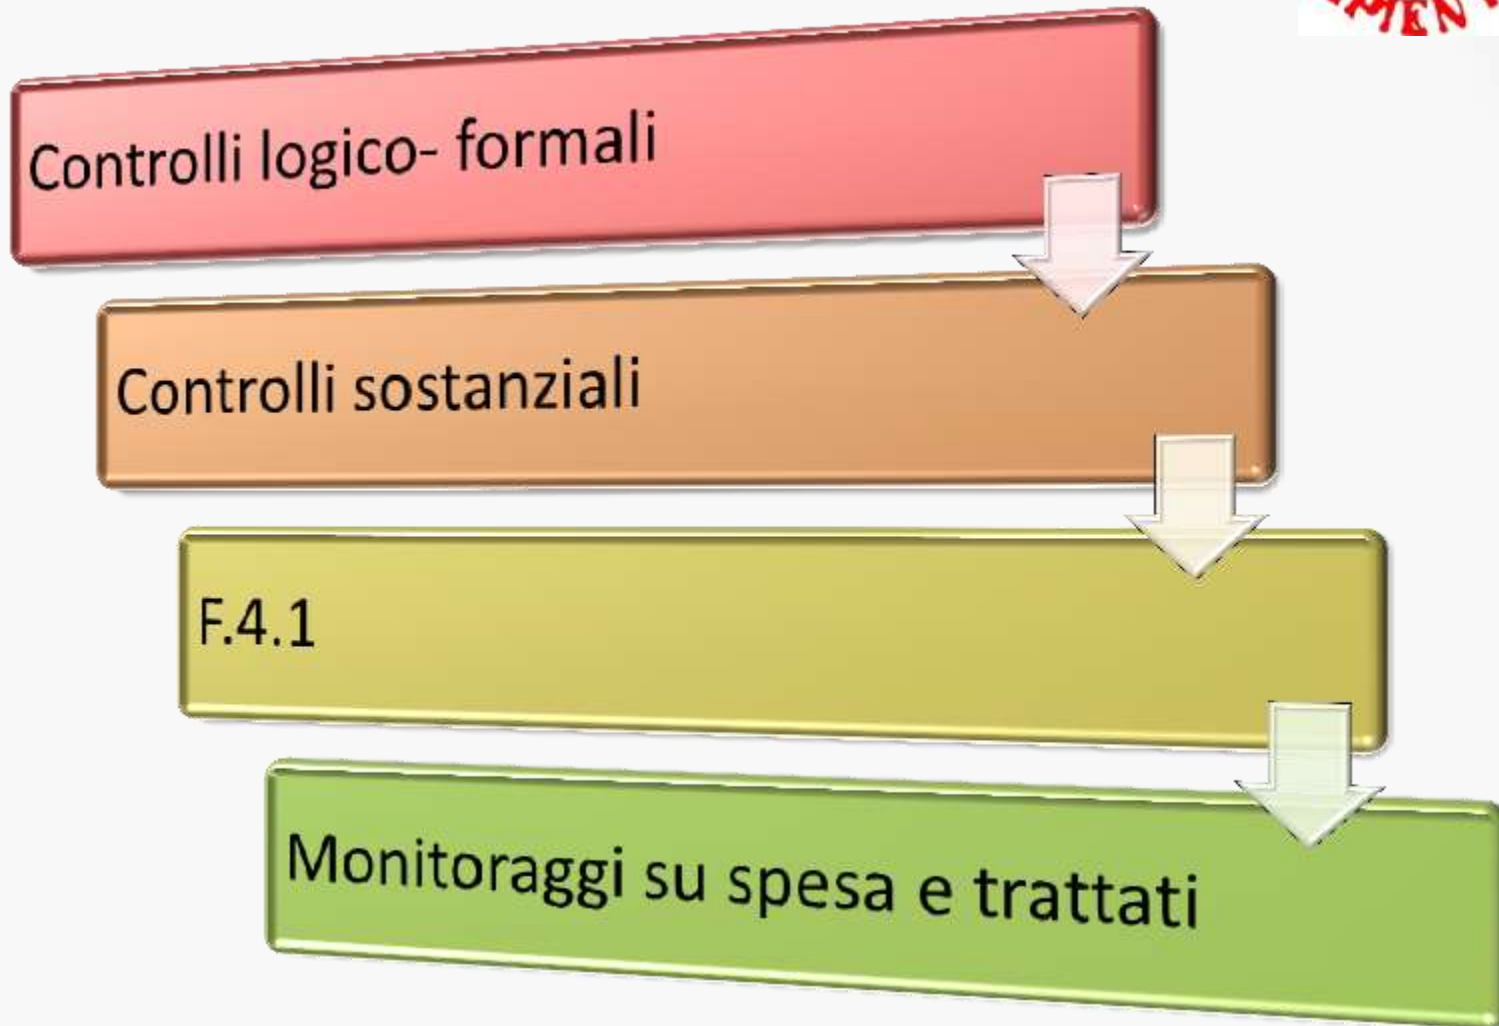 Controlli logico- formali
Controlli sostanziali
F.4.1
Monitoraggi su spesa e trattati